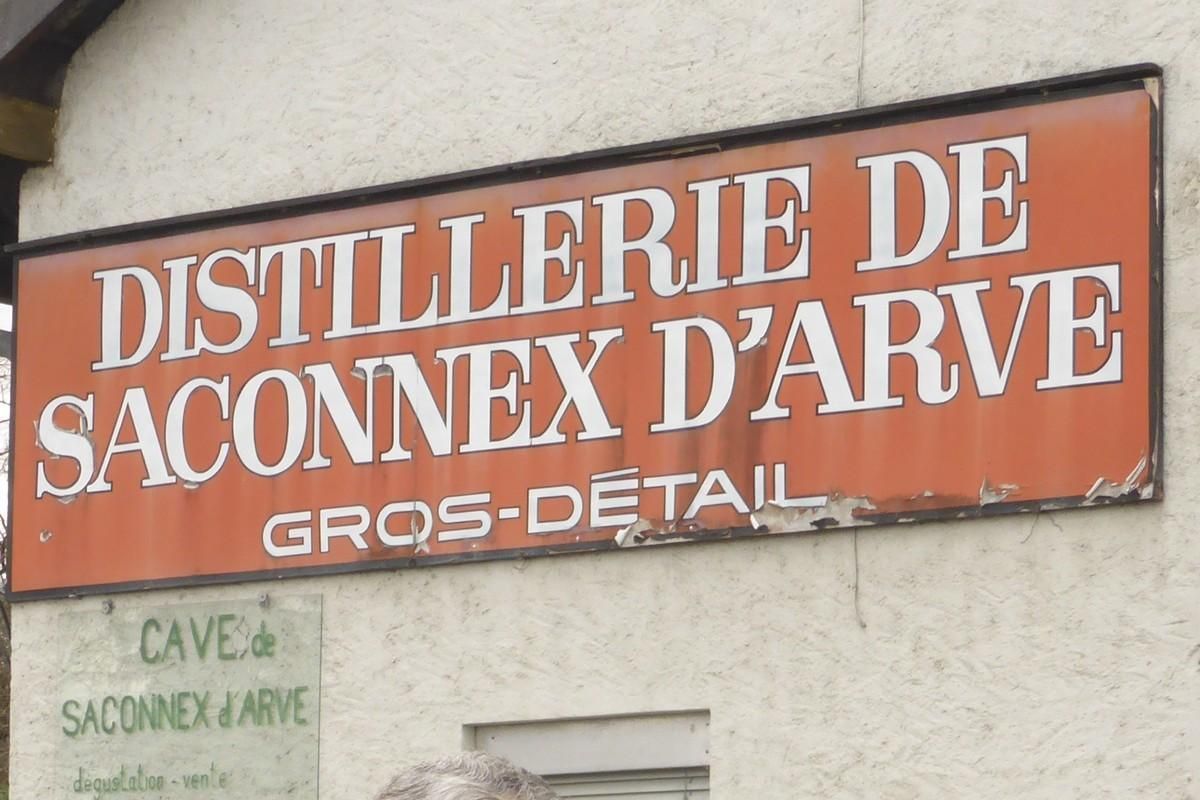 DISTILLERIE DE
SACONNEX D'ARVE
GROS-DÉTAIL
CAVE de
SACONNEX d'ARVE
dégustation - vente